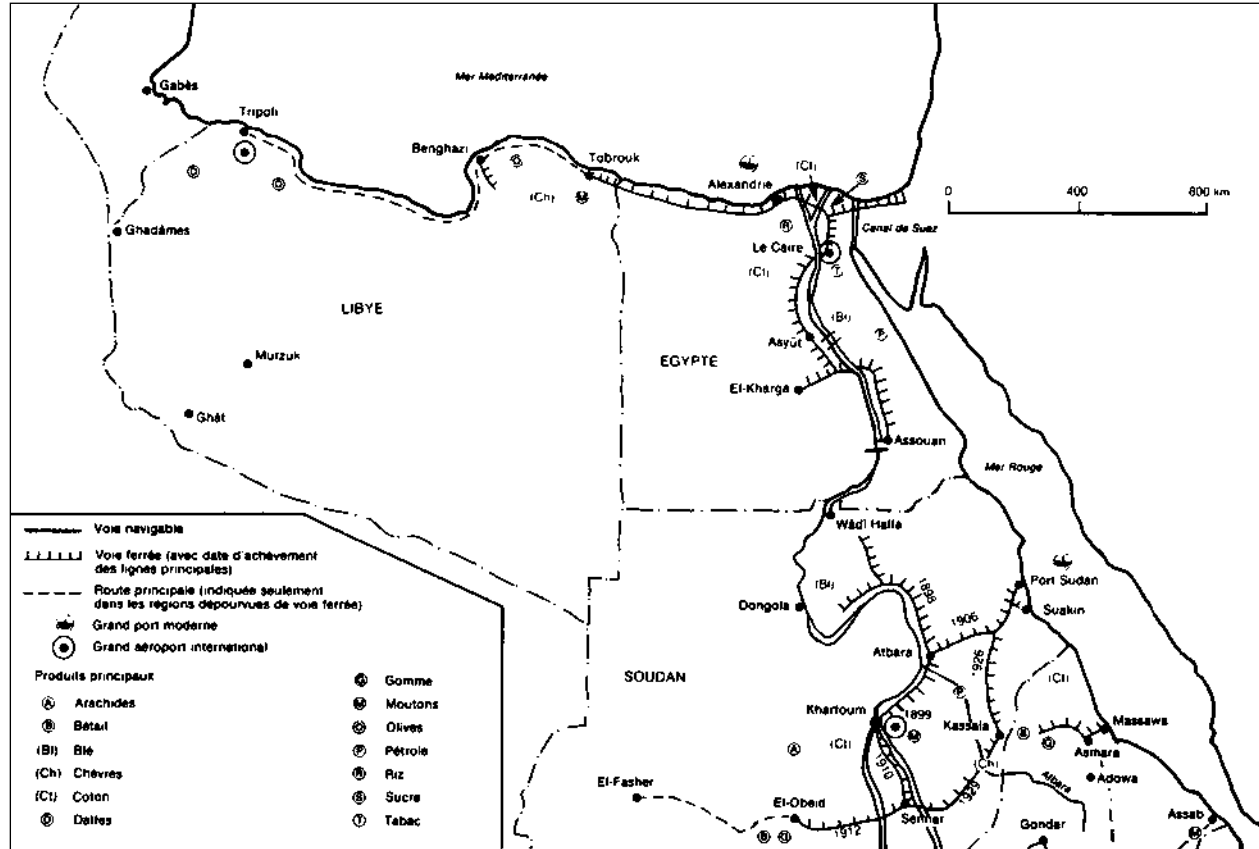 Mer Méditerranée
Gabès
Tripoli
Benghazi
Tobrouk
Alexandrie
(Ct)
S
0 400 800 km
D
D
O
(Ch)
M
R
Canal de Suez
Ghadâmes
Le Caire
(Ct)
T
LIBYE
(Bl)
P
Asyūt
Murzuk
EGYPTE
El-Kharga
Ghât
Assouan
Mer Rouge
Wādī Halfa
Port Sudan
(Bl)
1898
Suakin
Dongola
1906
Atbara
1926
(Ct)
SOUDAN
P
Khartoum
1899
Kassala
Massawa
(Ct)
M
B
G
Asmara
A
1910
(Ch)
Adowa
El-Fasher
Atbara
El-Obeid
1929
Assab
Sennar
1912
Gondar
M
B
G
Voie navigable
Voie ferrée (avec date d'achèvement
des lignes principales)
Route principale (indiquée seulement
dans les régions dépourvues de voie ferrée)
Grand port moderne
Grand aéroport international
Produits principaux
A Arachides
B Bétail
(Bl) Blé
(Ch) Chèvres
(Ct) Coton
D Dattes
G Gomme
M Moutons
O Olives
P Pétrole
R Riz
S Sucre
T Tabac